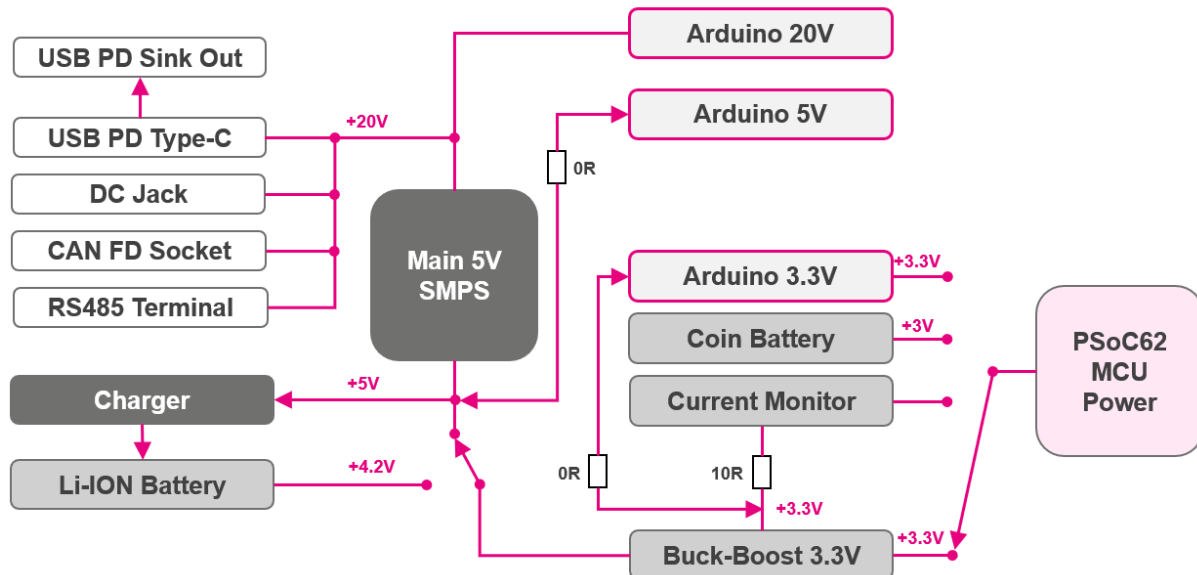 USB PD Sink Out
Arduino 20V
Arduino 5V
+20V
USB PD Type-C
0R
DC Jack
CAN FD Socket
Main 5V
SMPS
RS485 Terminal
Arduino 3.3V
+3.3V
Coin Battery
+3V
PSoC62
MCU
Power
Charger
+5V
Current Monitor
Li-ION Battery
+4.2V
0R
10R
+3.3V
Buck-Boost 3.3V
+3.3V